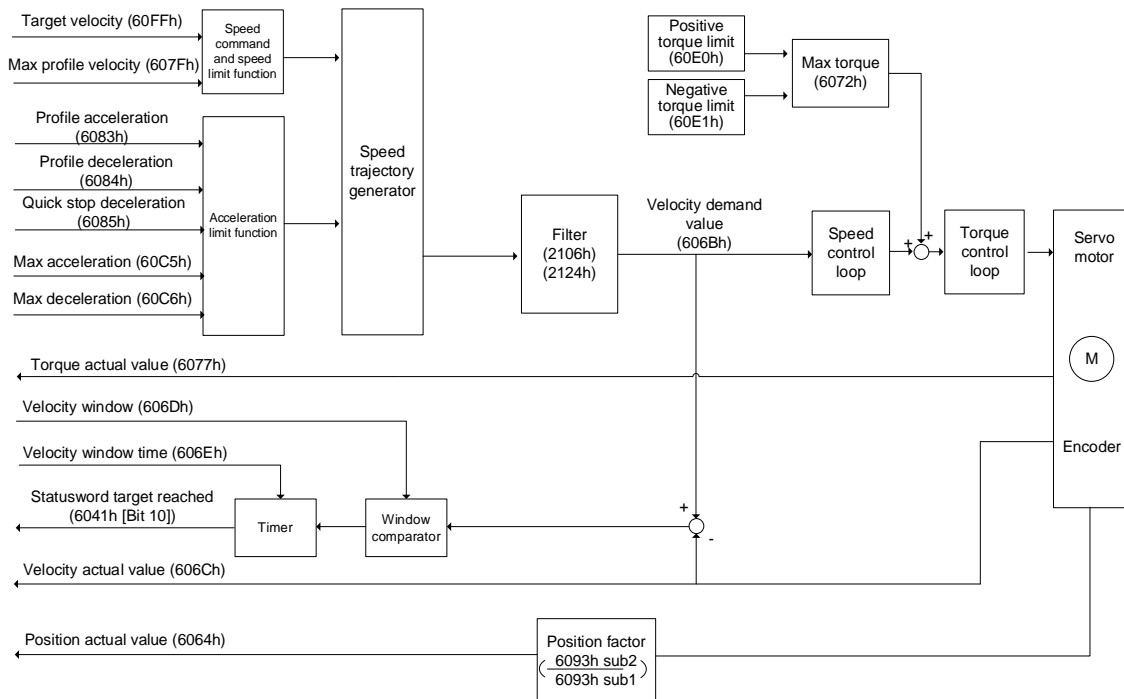 Target velocity (60FFh)
Max profile velocity (607Fh)
Speed
command
and speed
limit function
Profile acceleration
(6083h)
Profile deceleration
(6084h)
Quick stop deceleration
(6085h)
Max acceleration (60C5h)
Max deceleration (60C6h)
Acceleration
limit function
Speed
trajectory
generator
Filter
(2106h)
(2124h)
Velocity demand
value
(606Bh)
Positive
torque limit
(60E0h)
Negative
torque limit
(60E1h)
Max torque
(6072h)
Speed
control
loop
+
+
Torque
control
loop
Servo
motor
M
Encoder
Torque actual value (6077h)
Velocity window (606Dh)
Velocity window time (606Eh)
Statusword target reached
(6041h [Bit 10])
Timer
Window
comparator
+
-
Velocity actual value (606Ch)
Position actual value (6064h)
Position factor
( 6093h sub2 )
6093h sub1